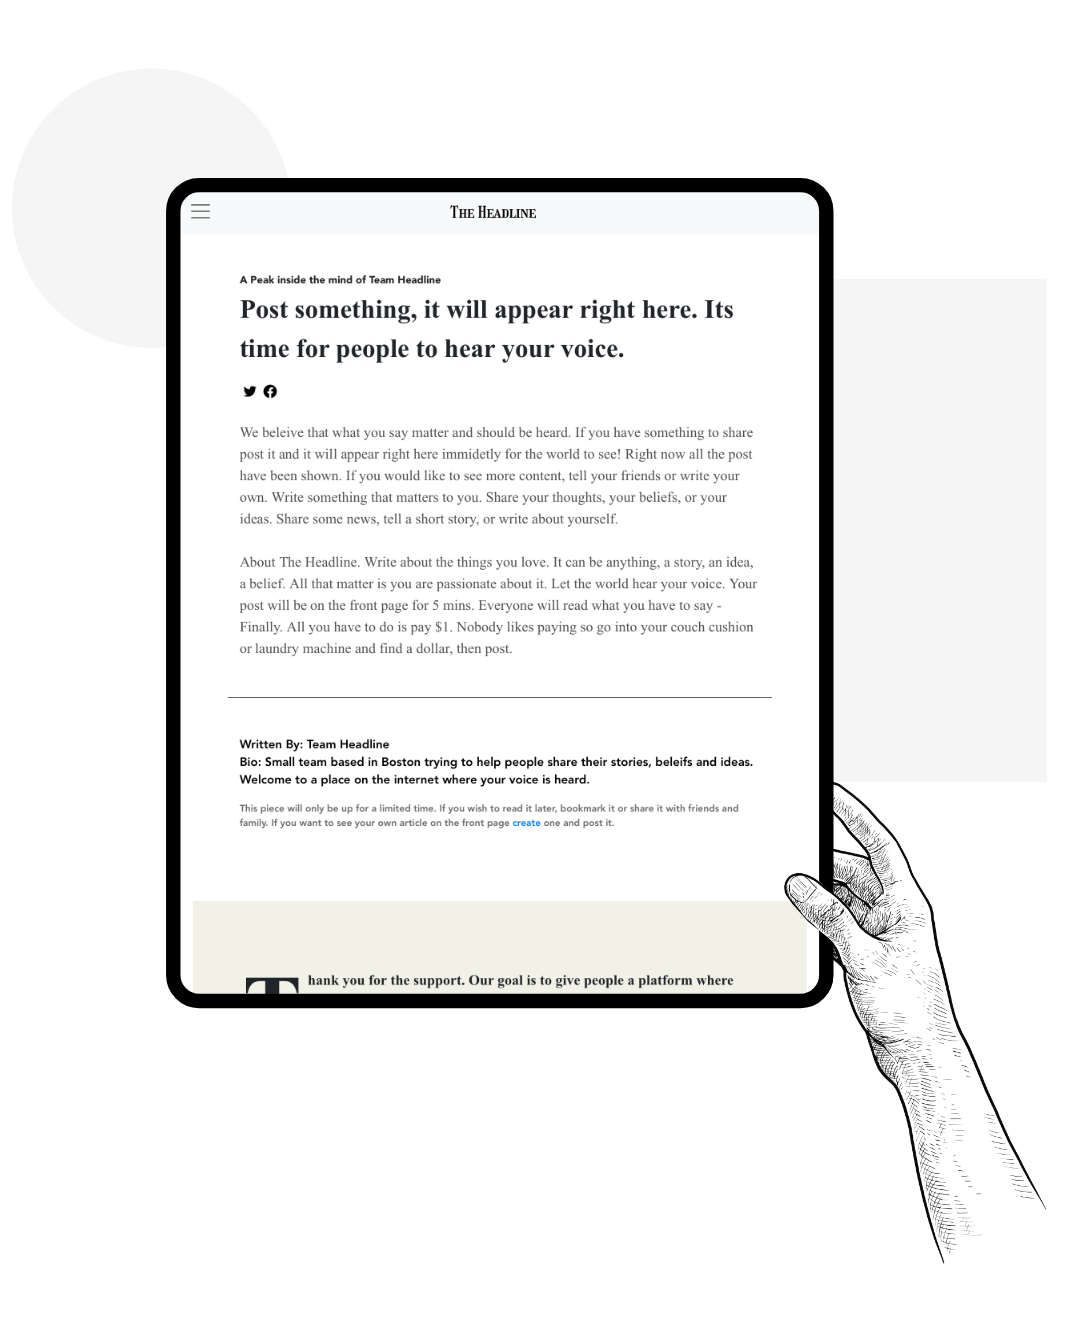 THE HEADLINE
A Peak inside the mind of Team Headline
Post something, it will appear right here. Its
time for people to hear your voice.
We beleive that what you say matter and should be heard. If you have something to share
post it and it will appear right here immidetly for the world to see! Right now all the post
have been shown. If you would like to see more content, tell your friends or write your
own. Write something that matters to you. Share your thoughts, your beliefs, or your
ideas. Share some news, tell a short story, or write about yourself.
About The Headline. Write about the things you love. It can be anything, a story, an idea,
a belief. All that matter is you are passionate about it. Let the world hear your voice. Your
post will be on the front page for 5 mins. Everyone will read what you have to say -
Finally. All you have to do is pay $1. Nobody likes paying so go into your couch cushion
or laundry machine and find a dollar, then post.
Written By: Team Headline
Bio: Small team based in Boston trying to help people share their stories, beleifs and ideas.
Welcome to a place on the internet where your voice is heard.
This piece will only be up for a limited time. If you wish to read it later, bookmark it or share it with friends and
family. If you want to see your own article on the front page create one and post it.
Thank you for the support. Our goal is to give people a platform where